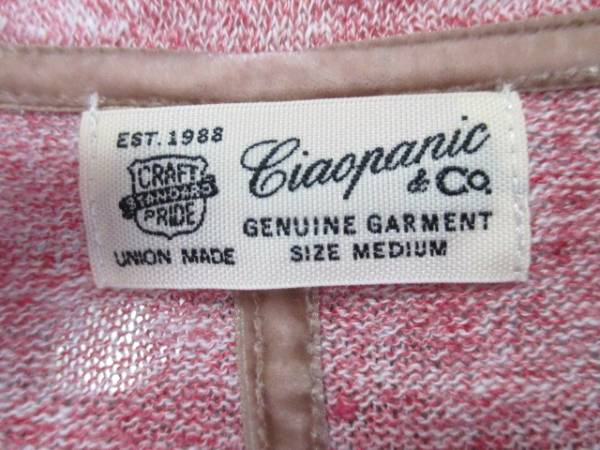 EST. 1988
CRAFT
STANDARD
PRIDE
UNION MADE
Ciaopanic
& Co.
GENUINE GARMENT
SIZE MEDIUM